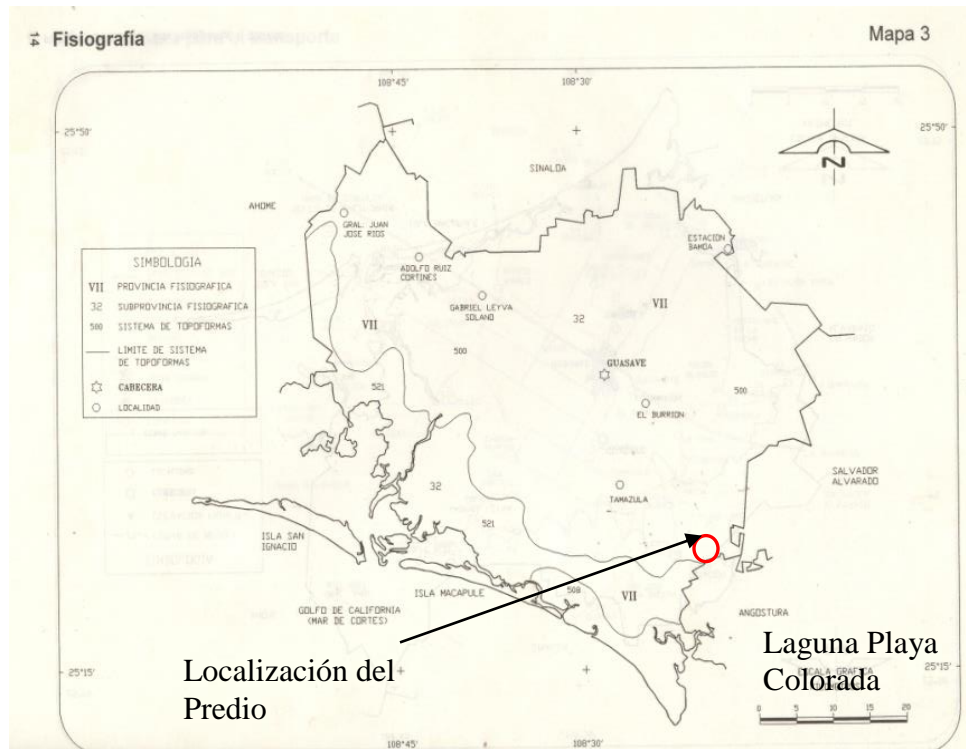 14 Fisiografía
Mapa 3
108°45'
108°30'
25°50'
25°50'
N
SINALOA
AHOME
GRAL. JUAN
JOSE RIOS
ESTACION
BAMOA
ADOLFO RUIZ
CORTINES
GABRIEL LEYVA
SOLANO
SIMBOLOGIA
VII PROVINCIA FISIOGRAFICA
32 SUBPROVINCIA FISIOGRAFICA
500 SISTEMA DE TOPOFORMAS
LIMITE DE SISTEMA
DE TOPOFORMAS
CABECERA
LOCALIDAD
VII
32
VII
500
GUASAVE
521
500
EL BURRION
32
SALVADOR
ALVARADO
TAMAZULA
521
ISLA SAN
IGNACIO
ISLA MACAPULE
508
VII
GOLFO DE CALIFORNIA
(MAR DE CORTES)
ANGOSTURA
Localización del
Predio
Laguna Playa
Colorada
25°15'
25°15'
ESCALA GRAFICA
0 5 10 15 20
108°45'
108°30'